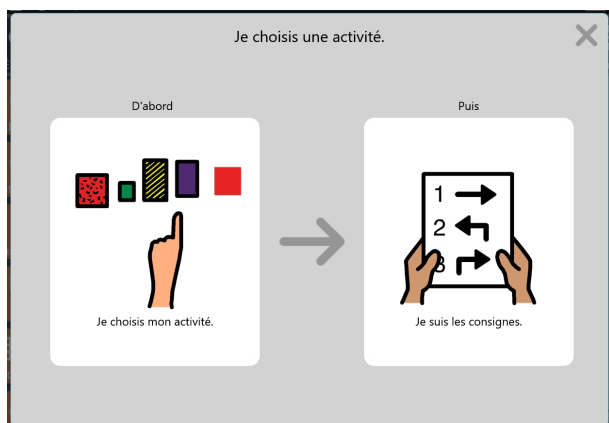 Je choisis une activité.
D'abord
Puis
1
2
3
Je choisis mon activité.
Je suis les consignes.